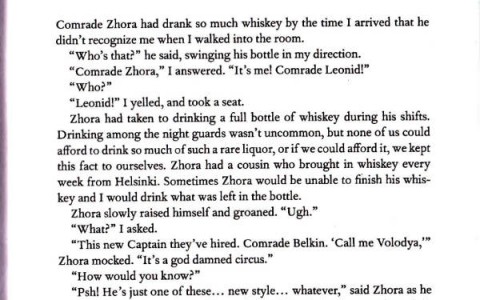 Comrade Zhora had drank so much whiskey by the time I arrived that he
didn't recognize me when I walked into the room.
"Who's that?" he said, swinging his bottle in my direction.
"Comrade Zhora," I answered. "It's me! Comrade Leonid!"
"Who?"
"Leonid!" I yelled, and took a seat.
Zhora had taken to drinking a full bottle of whiskey during his shifts.
Drinking among the night guards wasn't uncommon, but none of us could
afford to drink so much of such a rare liquor, or if we could afford it, we kept
this fact to ourselves. Zhora had a cousin who brought in whiskey every
week from Helsinki. Sometimes Zhora would be unable to finish his whis-
key and I would drink what was left in the bottle.
Zhora slowly raised himself and groaned. "Ugh."
"What?" I asked.
"This new Captain they've hired. Comrade Belkin. 'Call me Volodya,'"
Zhora mocked. "It's a god damned circus."
"How would you know?"
"Psh! He's just one of these… new style… whatever," said Zhora as he